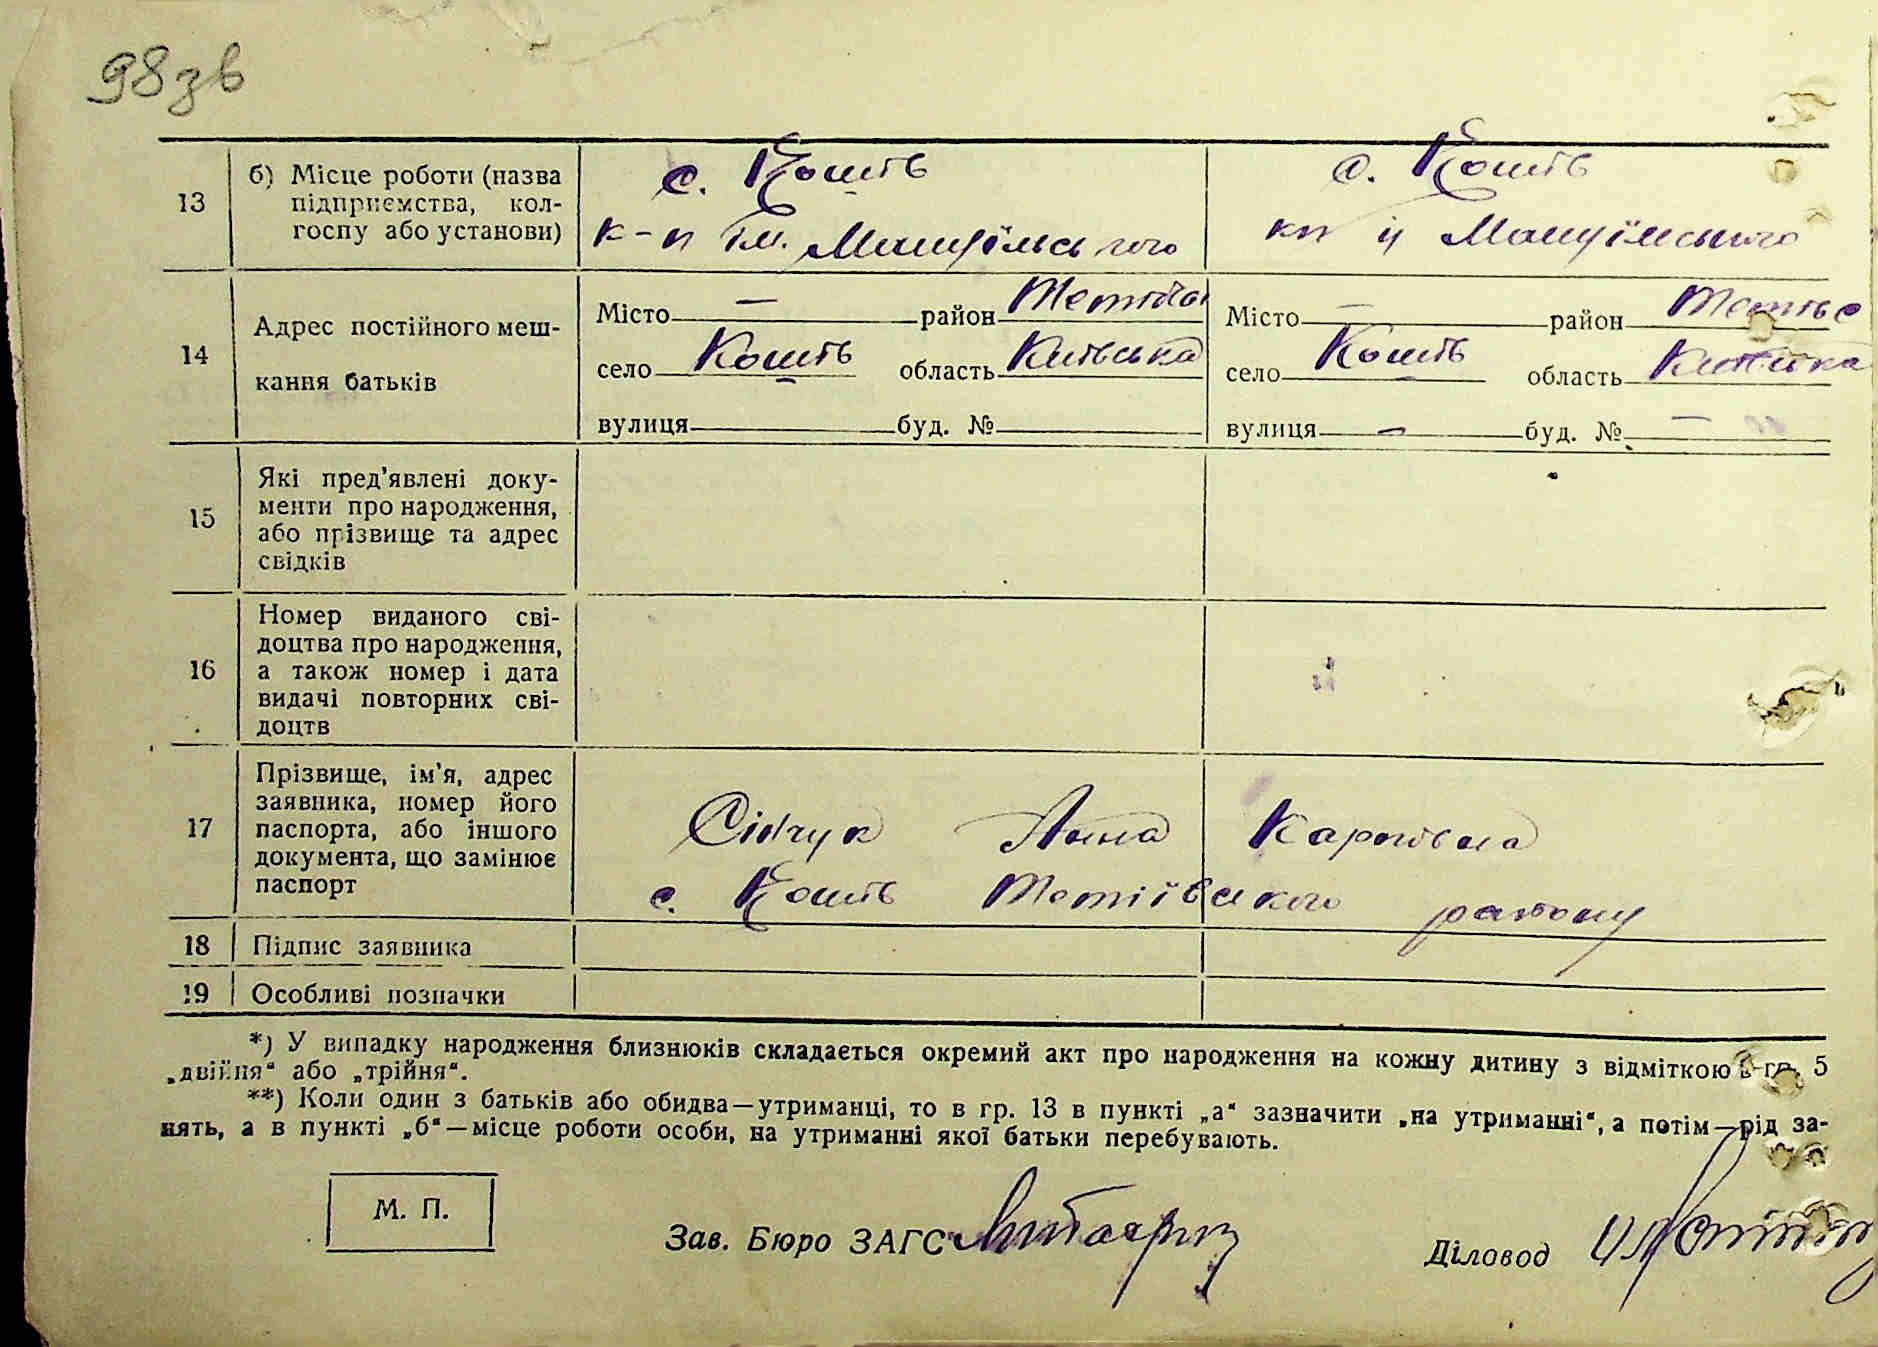 98зв
13 б) Місце роботи (назва підприємства, колгоспу або установи)
с. Кошів
с. Кошів
к-п ім. Мануїльського
кп ім Мануїльського
14 Адрес постійного меш-
кання батьків
Місто — район Тетіїв
Місто — район Тетіїв
село Кошів область Київська
село Кошів область Київська
вулиця буд. №
вулиця — буд. № —
15 Які пред'явлені доку-
менти про народження,
або прізвище та адрес
свідків
16 Номер виданого сві-
доцтва про народження,
а також номер і дата
видачі повторних сві-
доцтв
17 Прізвище, ім'я, адрес
заявника, номер його
паспорта, або іншого
документа, що замінює
паспорт
Сівчук Анна Карпівна
с. Кошів Тетіївського району
18 Підпис заявника
19 Особливі позначки
*) У випадку народження близнюків складається окремий акт про народження на кожну дитину з відміткою в гр. 5
„двійня“ або „трійня“.
**) Коли один з батьків або обидва—утриманці, то в гр. 13 в пункті „а“ зазначити „на утриманні“, а потім—рід за-
нять, а в пункті „б“—місце роботи особи, на утриманні якої батьки перебувають.
М. П.
Зав. Бюро ЗАГС
Діловод